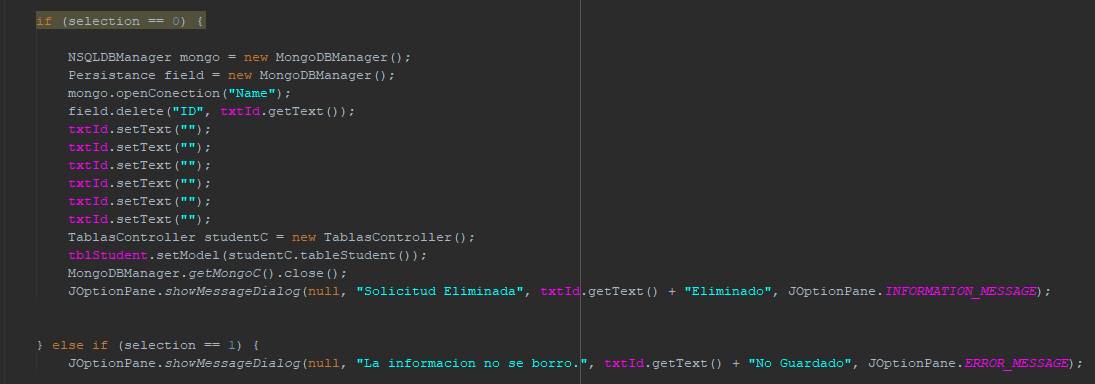 if (selection == 0) {
NSQLDBManager mongo = new MongoDBManager();
Persistance field = new MongoDBManager();
mongo.openConection("Name");
field.delete("ID", txtId.getText());
txtId.setText("");
txtId.setText("");
txtId.setText("");
txtId.setText("");
txtId.setText("");
txtId.setText("");
TablasController studentC = new TablasController();
tblStudent.setModel(studentC.tableStudent());
MongoDBManager.getMongoC().close();
JOptionPane.showMessageDialog(null, "Solicitud Eliminada", txtId.getText() + "Eliminado", JOptionPane.INFORMATION_MESSAGE);
} else if (selection == 1) {
JOptionPane.showMessageDialog(null, "La informacion no se borro.", txtId.getText() + "No Guardado", JOptionPane.ERROR_MESSAGE);